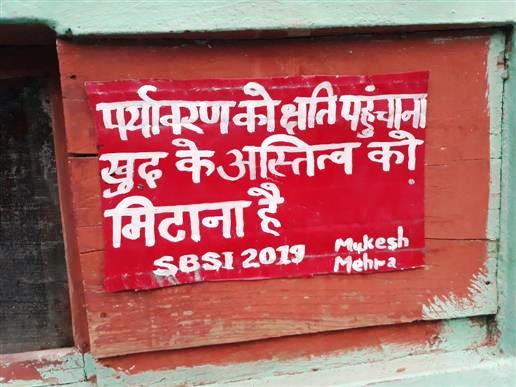 पर्यावरण को क्षति पहुंचाना
खुद के अस्तित्व को
मिटाना है
SBSI 2019
Mukesh
Mehra